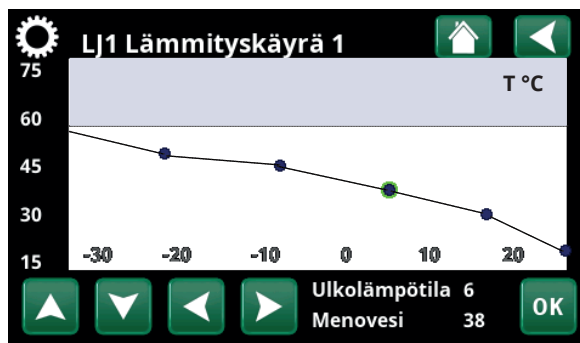 LJ1 Lämmityskäyrä 1
75
T °C
60
45
30
15
-30 -20 -10 0 10 20
Ulkolämpötila 6
Menovesi 38
OK